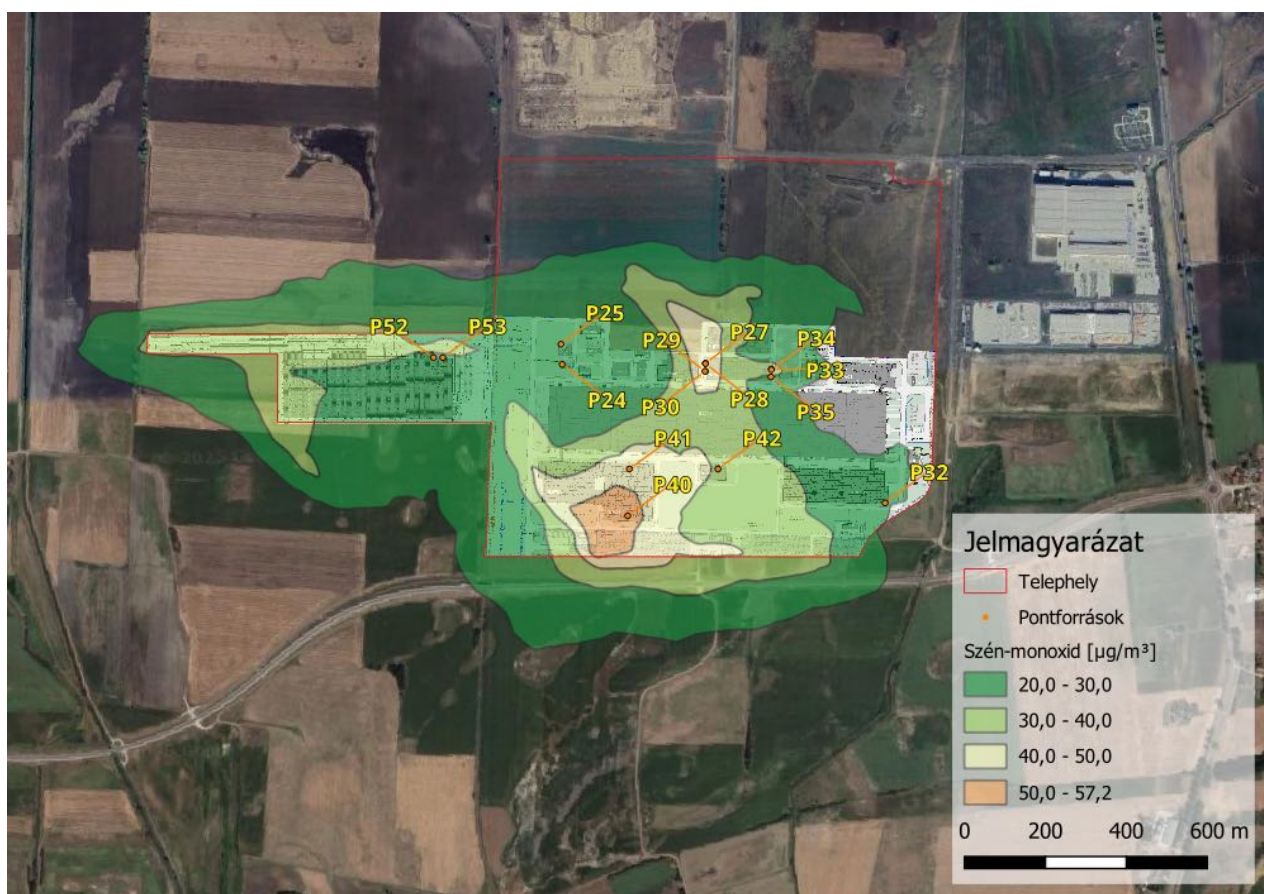 P52
P53
P25
P29
P27
P34
P33
P24
P30
P28
P35
P41
P42
P40
P32
Jelmagyarázat
Telephely
Pontforrások
Szén-monoxid [µg/m³]
20,0 - 30,0
30,0 - 40,0
40,0 - 50,0
50,0 - 57,2
0 200 400 600 m